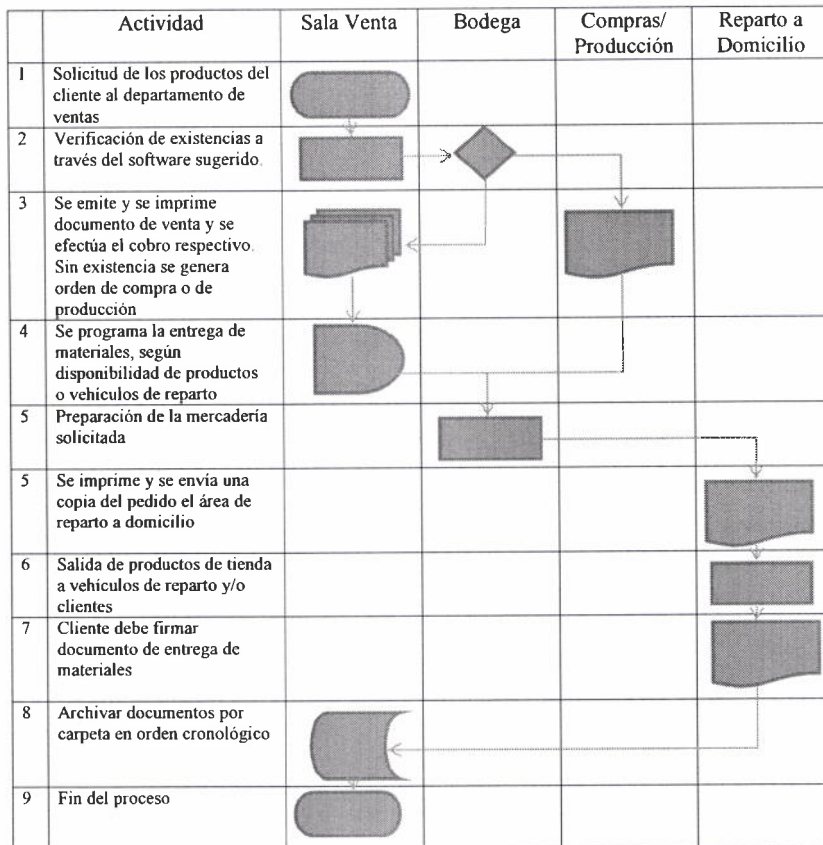 Actividad
Sala Venta
Bodega
Compras/
Producción
Reparto a
Domicilio
1
Solicitud de los productos del
cliente al departamento de
ventas
2
Verificación de existencias a
través del software sugerido.
3
Se emite y se imprime
documento de venta y se
efectúa el cobro respectivo.
Sin existencia se genera
orden de compra o de
producción
4
Se programa la entrega de
materiales, según
disponibilidad de productos
o vehículos de reparto
5
Preparación de la mercadería
solicitada
5
Se imprime y se envía una
copia del pedido el área de
reparto a domicilio
6
Salida de productos de tienda
a vehículos de reparto y/o
clientes
7
Cliente debe firmar
documento de entrega de
materiales
8
Archivar documentos por
carpeta en orden cronológico
9
Fin del proceso